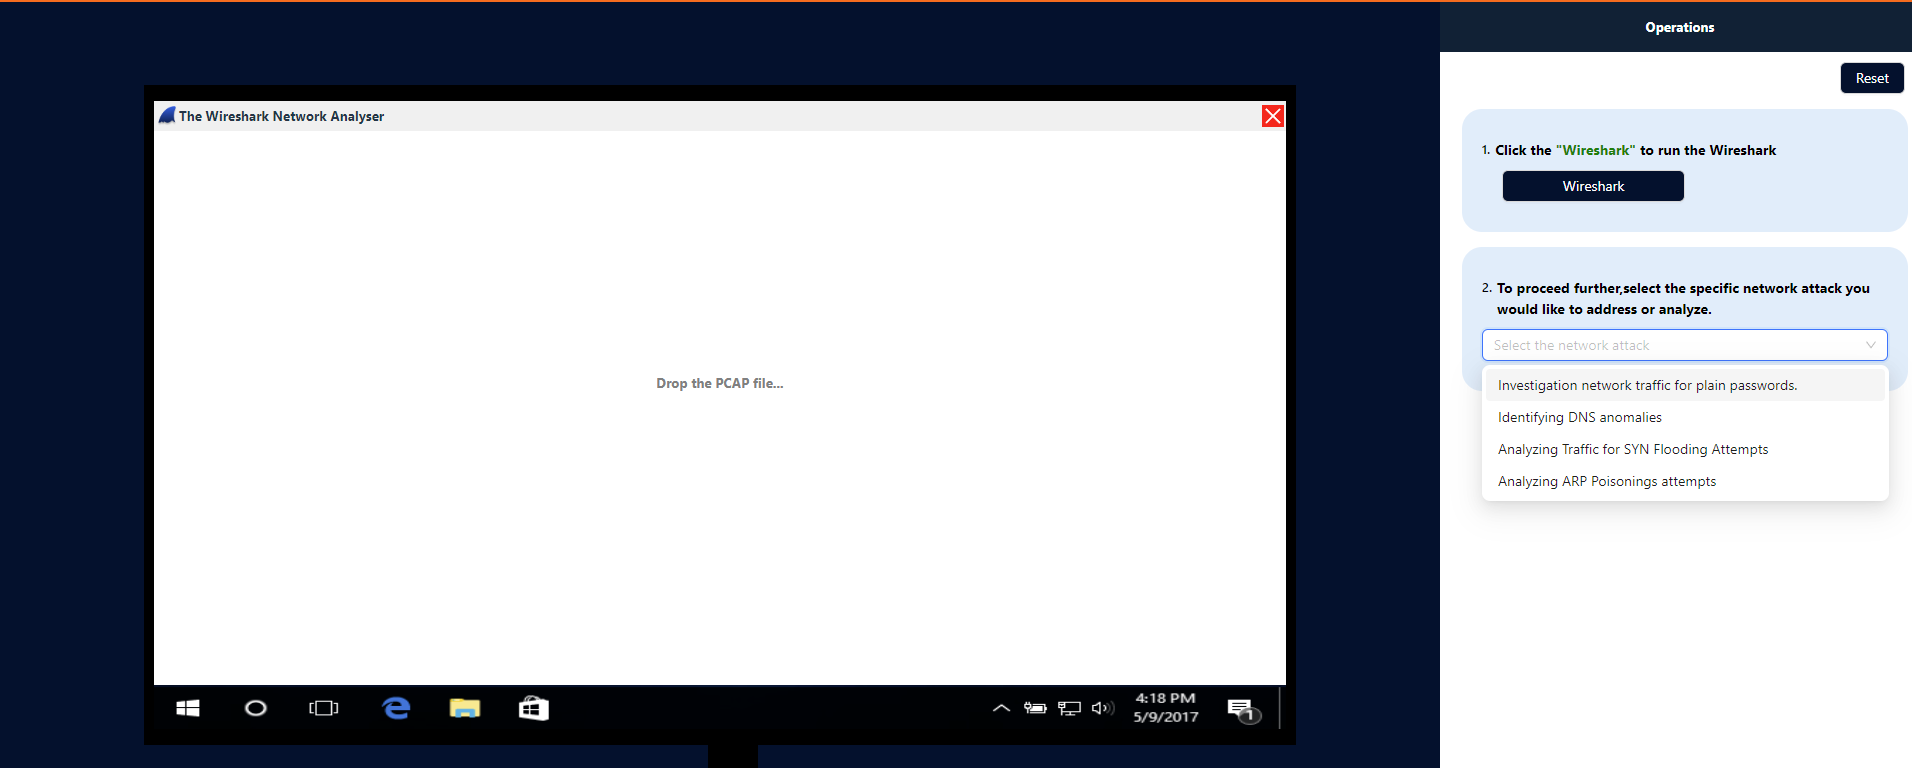 Operations
Reset
The Wireshark Network Analyser
1. Click the "Wireshark" to run the Wireshark
Wireshark
2. To proceed further,select the specific network attack you
would like to address or analyze.
Select the network attack
Investigation network traffic for plain passwords.
Identifying DNS anomalies
Analyzing Traffic for SYN Flooding Attempts
Analyzing ARP Poisonings attempts
Drop the PCAP file...
4:18 PM
5/9/2017
1